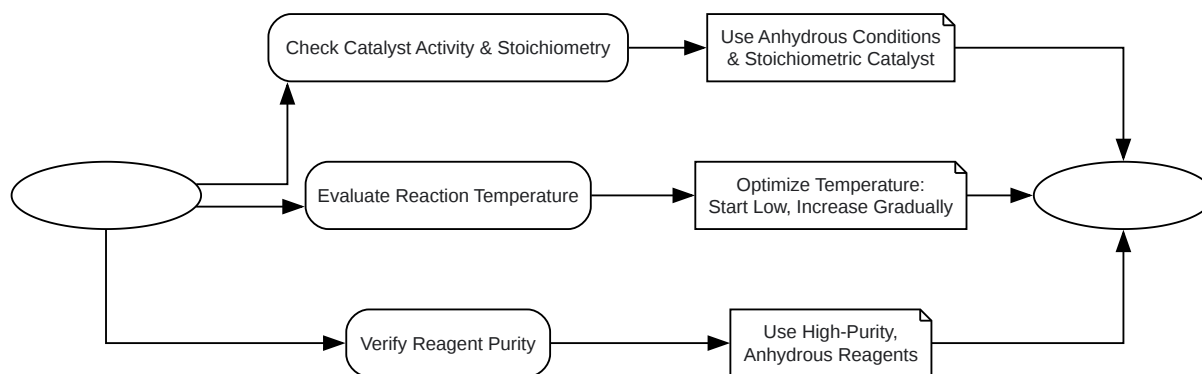 Check Catalyst Activity & Stoichiometry
Use Anhydrous Conditions
& Stoichiometric Catalyst
Evaluate Reaction Temperature
Optimize Temperature:
Start Low, Increase Gradually
Verify Reagent Purity
Use High-Purity,
Anhydrous Reagents